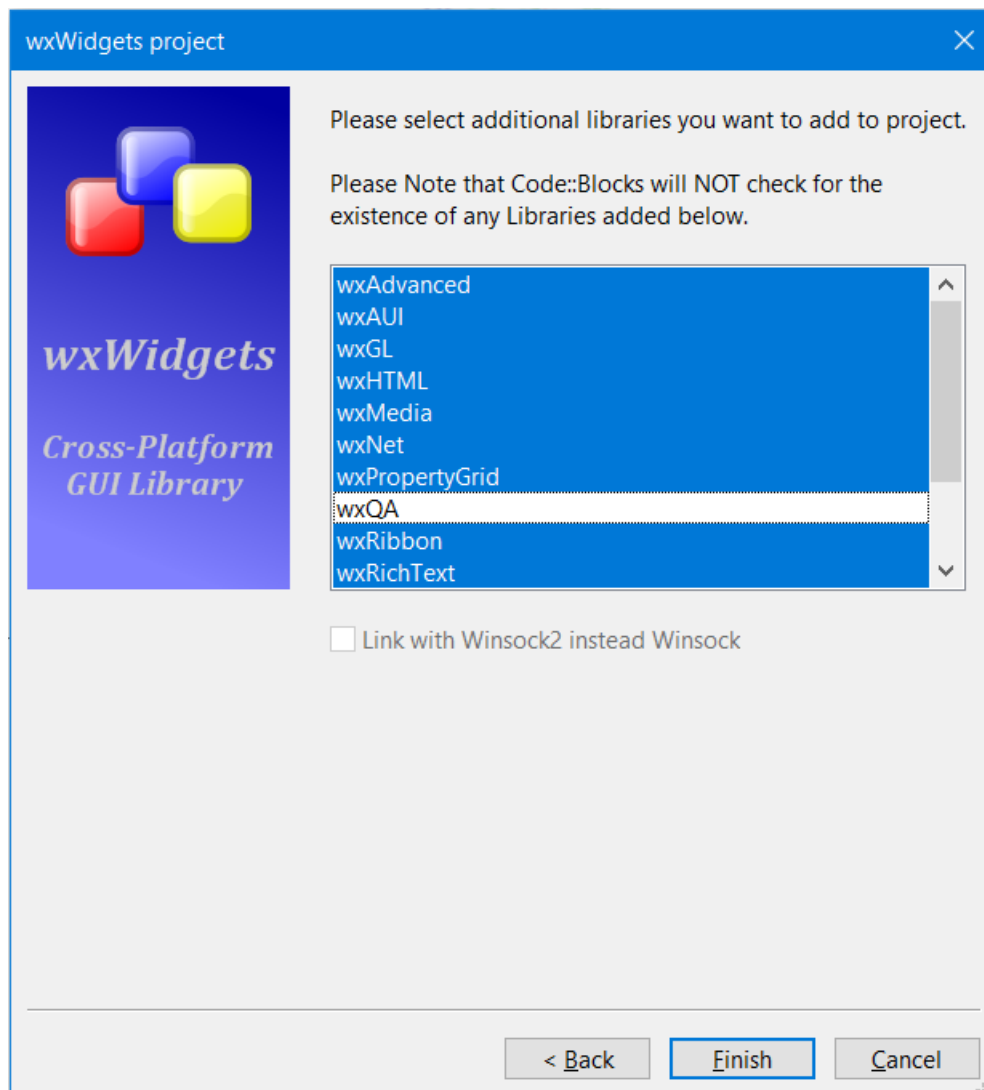 wxWidgets project
wxWidgets
Cross-Platform
GUI Library
Please select additional libraries you want to add to project.
Please Note that Code::Blocks will NOT check for the
existence of any Libraries added below.
wxAdvanced
wxAUI
wxGL
wxHTML
wxMedia
wxNet
wxPropertyGrid
wxQA
wxRibbon
wxRichText
Link with Winsock2 instead Winsock
< Back
Finish
Cancel